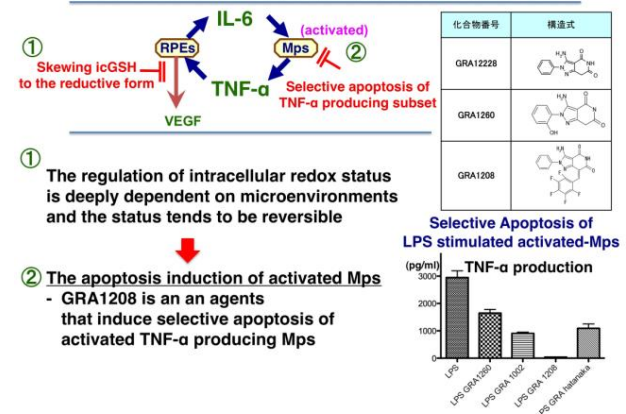 IL-6
(activated)
①
RPEs
Mps
②
Skewing icGSH
to the reductive form
TNF-α
Selective apoptosis of
TNF-α producing subset
VEGF
化合物番号 構造式
GRA12228
H₂N
NH
N
O
GRA1260
OH
GRA1208
F
①
The regulation of intracellular redox status
is deeply dependent on microenvironments
and the status tends to be reversible
② The apoptosis induction of activated Mps
- GRA1208 is an an agents
that induce selective apoptosis of
activated TNF-α producing Mps
Selective Apoptosis of
LPS stimulated activated-Mps
(pg/ml)
TNF-α production
3000
2000
1000
0
LPS
LPS GRA1260
LPS GRA 1002
LPS GRA 1208
PS GRA hatanaka